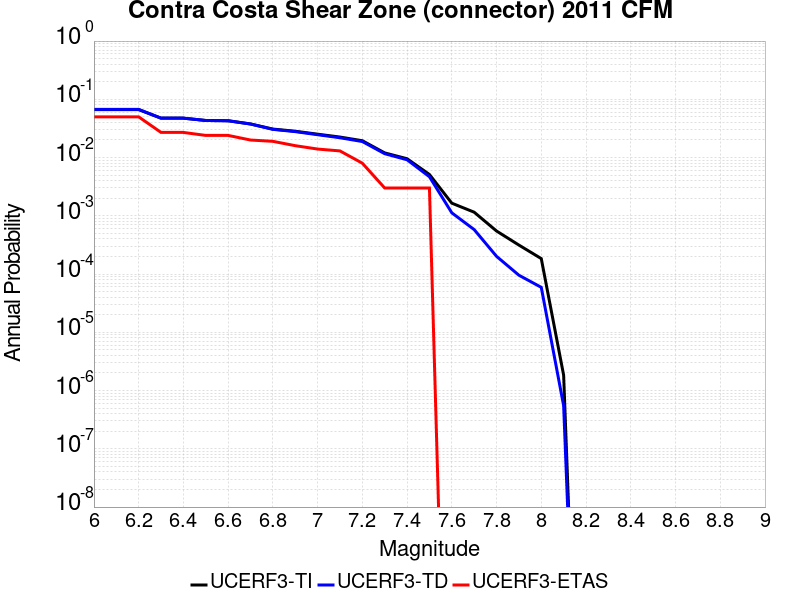 Contra Costa Shear Zone (connector) 2011 CFM
10^0
10^-1
10^-2
10^-3
10^-4
10^-5
10^-6
10^-7
10^-8
Annual Probability
6 6.2 6.4 6.6 6.8 7 7.2 7.4 7.6 7.8 8 8.2 8.4 8.6 8.8 9
Magnitude
UCERF3-TI UCERF3-TD UCERF3-ETAS